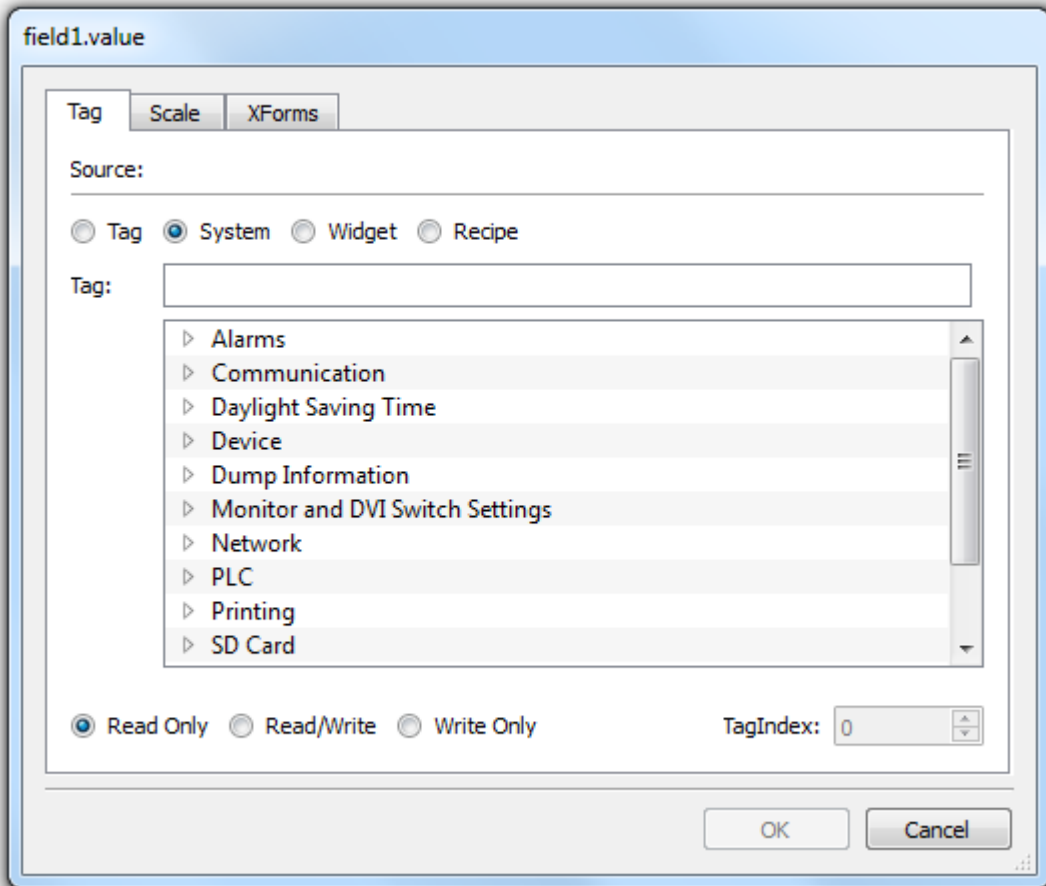 field1.value
Tag Scale XForms
Source:
Tag System Widget Recipe
Tag:
Alarms
Communication
Daylight Saving Time
Device
Dump Information
Monitor and DVI Switch Settings
Network
PLC
Printing
SD Card
Read Only Read/Write Write Only TagIndex: 0
OK Cancel